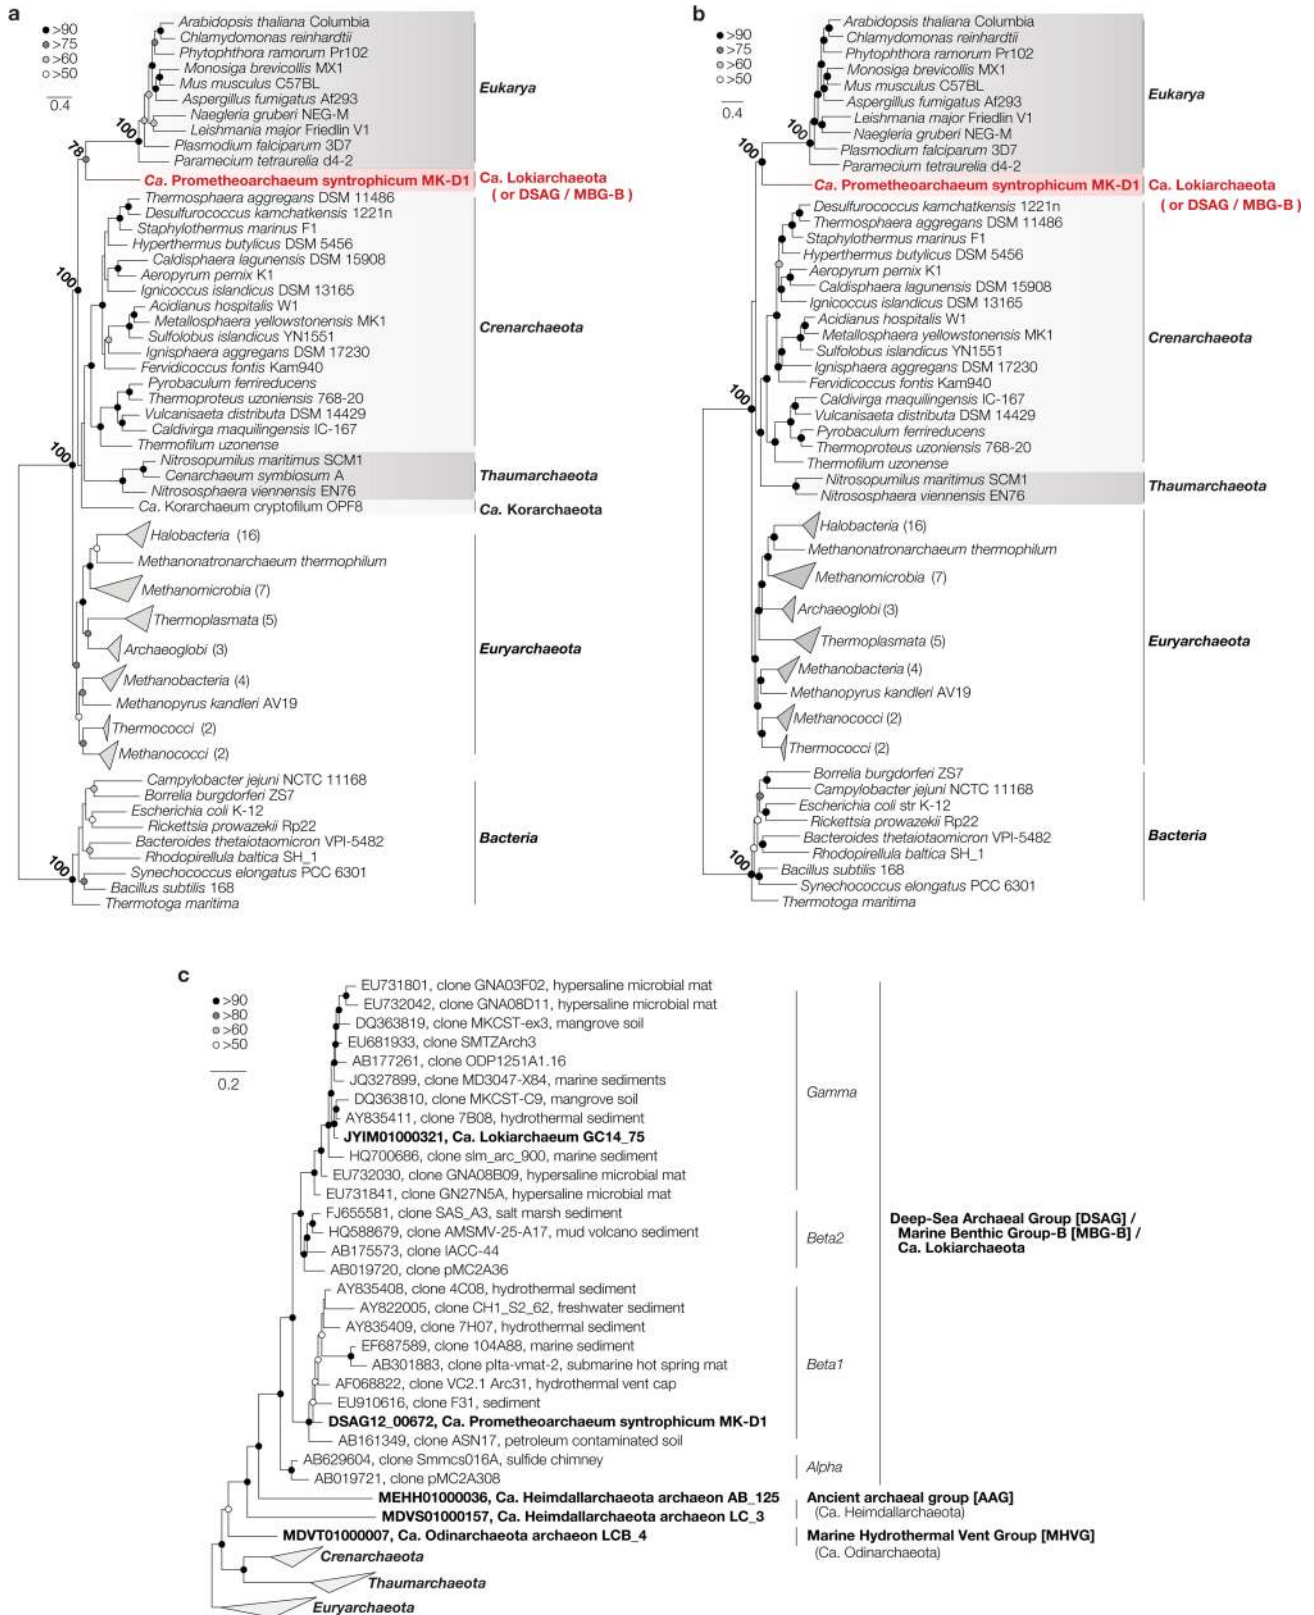 a
>90
>75
>60
>50
0.4
Arabidopsis thaliana Columbia
Chlamydomonas reinhardtii
Phytophthora ramorum Pr102
Monosiga brevicollis MX1
Mus musculus C57BL
Aspergillus fumigatus Af293
Naegleria gruberi NEG-M
Leishmania major Friedlin V1
Plasmodium falciparum 3D7
Paramecium tetraurelia d4-2
Eukarya
100
78
Ca. Prometheoarchaeum syntrophicum MK-D1
Ca. Lokiarchaeota
( or DSAG / MBG-B )
Thermosphaera aggregans DSM 11486
Desulfurococcus kamchatkensis 1221n
Staphylothermus marinus F1
Hyperthermus butylicus DSM 5456
Caldisphaera lagunensis DSM 15908
Aeropyrum pernix K1
Ignicoccus islandicus DSM 13165
Acidianus hospitalis W1
Metallosphaera yellowstonensis MK1
Sulfolobus islandicus YN1551
Ignisphaera aggregans DSM 17230
Fervidicoccus fontis Kam940
Pyrobaculum ferrireducens
Thermoproteus uzoniensis 768-20
Vulcanisaeta distributa DSM 14429
Caldivirga maquilingensis IC-167
Thermofilum uzonense
Crenarchaeota
100
100
Nitrosopumilus maritimus SCM1
Cenarchaeum symbiosum A
Nitrososphaera viennensis EN76
Thaumarchaeota
Ca. Korarchaeum cryptofilum OPF8
Ca. Korarchaeota
Halobacteria (16)
Methanonatronarchaeum thermophilum
Methanomicrobia (7)
Thermoplasmata (5)
Archaeoglobi (3)
Methanobacteria (4)
Methanopyrus kandleri AV19
Thermococci (2)
Methanococci (2)
Euryarchaeota
Campylobacter jejuni NCTC 11168
Borrelia burgdorferi ZS7
Escherichia coli K-12
Rickettsia prowazekii Rp22
Bacteroides thetaiotaomicron VPI-5482
Rhodopirellula baltica SH_1
Synechococcus elongatus PCC 6301
Bacillus subtilis 168
Thermotoga maritima
Bacteria
100
b
>90
>75
>60
>50
0.4
Arabidopsis thaliana Columbia
Chlamydomonas reinhardtii
Phytophthora ramorum Pr102
Monosiga brevicollis MX1
Mus musculus C57BL
Aspergillus fumigatus Af293
Leishmania major Friedlin V1
Naegleria gruberi NEG-M
Plasmodium falciparum 3D7
Paramecium tetraurelia d4-2
Eukarya
100
100
Ca. Prometheoarchaeum syntrophicum MK-D1
Ca. Lokiarchaeota
( or DSAG / MBG-B )
Desulfurococcus kamchatkensis 1221n
Thermosphaera aggregans DSM 11486
Staphylothermus marinus F1
Hyperthermus butylicus DSM 5456
Aeropyrum pernix K1
Caldisphaera lagunensis DSM 15908
Ignicoccus islandicus DSM 13165
Acidianus hospitalis W1
Metallosphaera yellowstonensis MK1
Sulfolobus islandicus YN1551
Ignisphaera aggregans DSM 17230
Fervidicoccus fontis Kam940
Caldivirga maquilingensis IC-167
Vulcanisaeta distributa DSM 14429
Pyrobaculum ferrireducens
Thermoproteus uzoniensis 768-20
Thermofilum uzonense
Crenarchaeota
100
Nitrosopumilus maritimus SCM1
Nitrososphaera viennensis EN76
Thaumarchaeota
Halobacteria (16)
Methanonatronarchaeum thermophilum
Methanomicrobia (7)
Archaeoglobi (3)
Thermoplasmata (5)
Methanobacteria (4)
Methanopyrus kandleri AV19
Methanococci (2)
Thermococci (2)
Euryarchaeota
Borrelia burgdorferi ZS7
Campylobacter jejuni NCTC 11168
Escherichia coli str K-12
Rickettsia prowazekii Rp22
Bacteroides thetaiotaomicron VPI-5482
Rhodopirellula baltica SH_1
Bacillus subtilis 168
Synechococcus elongatus PCC 6301
Thermotoga maritima
Bacteria
100
c
>90
>80
>60
>50
0.2
EU731801, clone GNA03F02, hypersaline microbial mat
EU732042, clone GNA08D11, hypersaline microbial mat
DQ363819, clone MKCST-ex3, mangrove soil
EU681933, clone SMTZArch3
AB177261, clone ODP1251A1.16
JQ327899, clone MD3047-X84, marine sediments
DQ363810, clone MKCST-C9, mangrove soil
AY835411, clone 7B08, hydrothermal sediment
JYIM01000321, Ca. Lokiarchaeum GC14_75
HQ700686, clone slm_arc_900, marine sediment
EU732030, clone GNA08B09, hypersaline microbial mat
EU731841, clone GN27N5A, hypersaline microbial mat
Gamma
FJ655581, clone SAS_A3, salt marsh sediment
HQ588679, clone AMSMV-25-A17, mud volcano sediment
AB175573, clone IACC-44
AB019720, clone pMC2A36
Beta2
AY835408, clone 4C08, hydrothermal sediment
AY822005, clone CH1_S2_62, freshwater sediment
AY835409, clone 7H07, hydrothermal sediment
EF687589, clone 104A88, marine sediment
AB301883, clone plta-vmat-2, submarine hot spring mat
AF068822, clone VC2.1 Arc31, hydrothermal vent cap
EU910616, clone F31, sediment
DSAG12_00672, Ca. Prometheoarchaeum syntrophicum MK-D1
AB161349, clone ASN17, petroleum contaminated soil
Beta1
AB629604, clone Smmcs016A, sulfide chimney
AB019721, clone pMC2A308
Alpha
Deep-Sea Archaeal Group [DSAG] /
Marine Benthic Group-B [MBG-B] /
Ca. Lokiarchaeota
MEHH01000036, Ca. Heimdallarchaeota archaeon AB_125
MDVS01000157, Ca. Heimdallarchaeota archaeon LC_3
Ancient archaeal group [AAG]
(Ca. Heimdallarchaeota)
MDVT01000007, Ca. Odinarchaeota archaeon LCB_4
Marine Hydrothermal Vent Group [MHVG]
(Ca. Odinarchaeota)
Crenarchaeota
Thaumarchaeota
Euryarchaeota